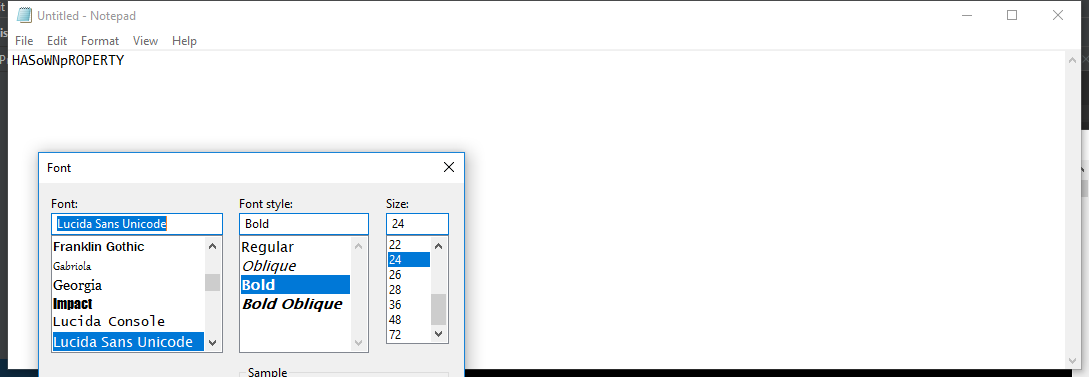 Untitled - Notepad
File Edit Format View Help
HASoWNpROPERTY
Font
Font: Font style: Size:
Lucida Sans Unicode Bold 24
Franklin Gothic Regular 22
Gabriola Oblique 24
Georgia Bold 26
Impact Bold Oblique 28
Lucida Console 36
Lucida Sans Unicode 48
72
Sample